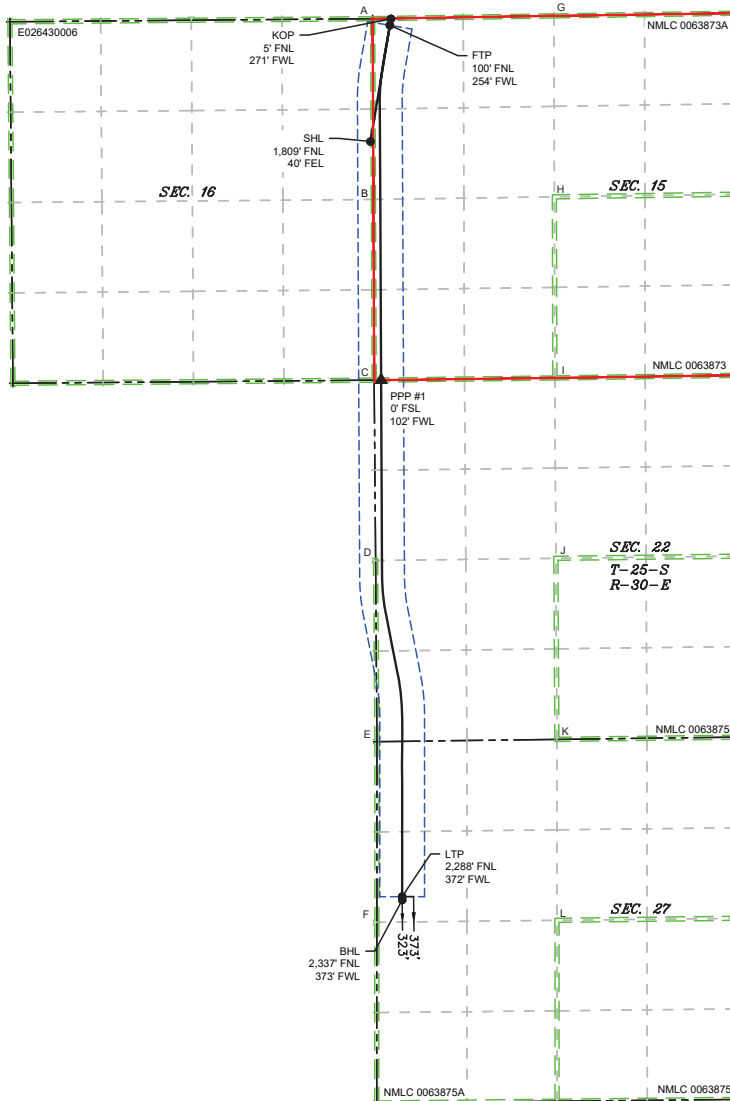 A
G
E026430006
KOP
5' FNL
271' FWL
NMLC 0063873A
FTP
100' FNL
254' FWL
SHL
1,809' FNL
40' FEL
SEC. 16
B
H
SEC. 15
C
I
NMLC 0063873
PPP #1
0' FSL
102' FWL
D
J
SEC. 22
T-25-S
R-30-E
E
K
NMLC 0063875
LTP
2,288' FNL
372' FWL
F
L
SEC. 27
373'
323'
BHL
2,337' FNL
373' FWL
NMLC 0063875A
NMLC 0063875